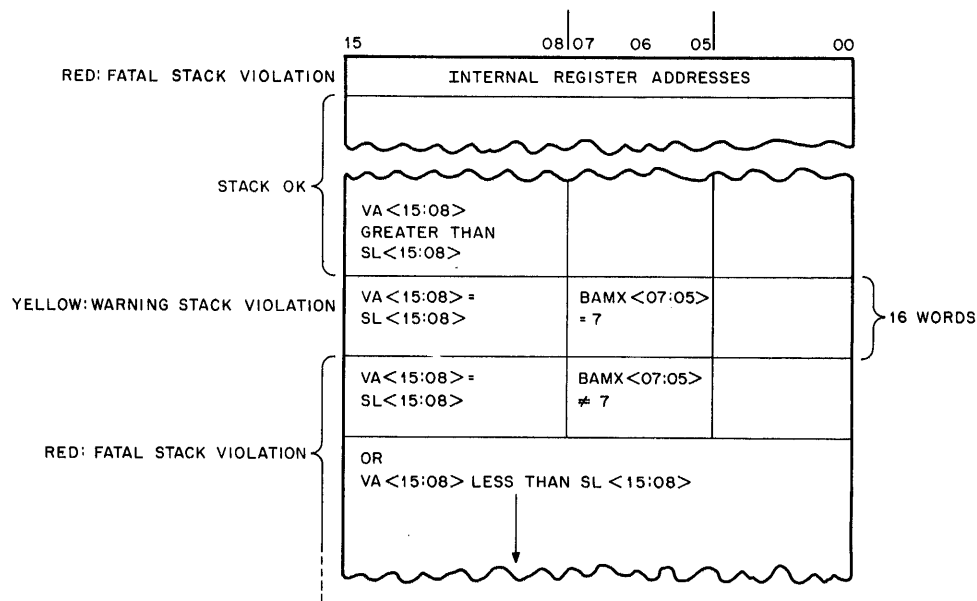 15 08 07 06 05 00
RED: FATAL STACK VIOLATION
INTERNAL REGISTER ADDRESSES
STACK OK
VA <15:08>
GREATER THAN
SL<15:08>
YELLOW: WARNING STACK VIOLATION
VA <15:08> =
SL<15:08>
BAMX <07:05>
= 7
16 WORDS
VA <15:08> =
SL<15:08>
BAMX <07:05>
≠ 7
RED: FATAL STACK VIOLATION
OR
VA <15:08> LESS THAN SL <15:08>